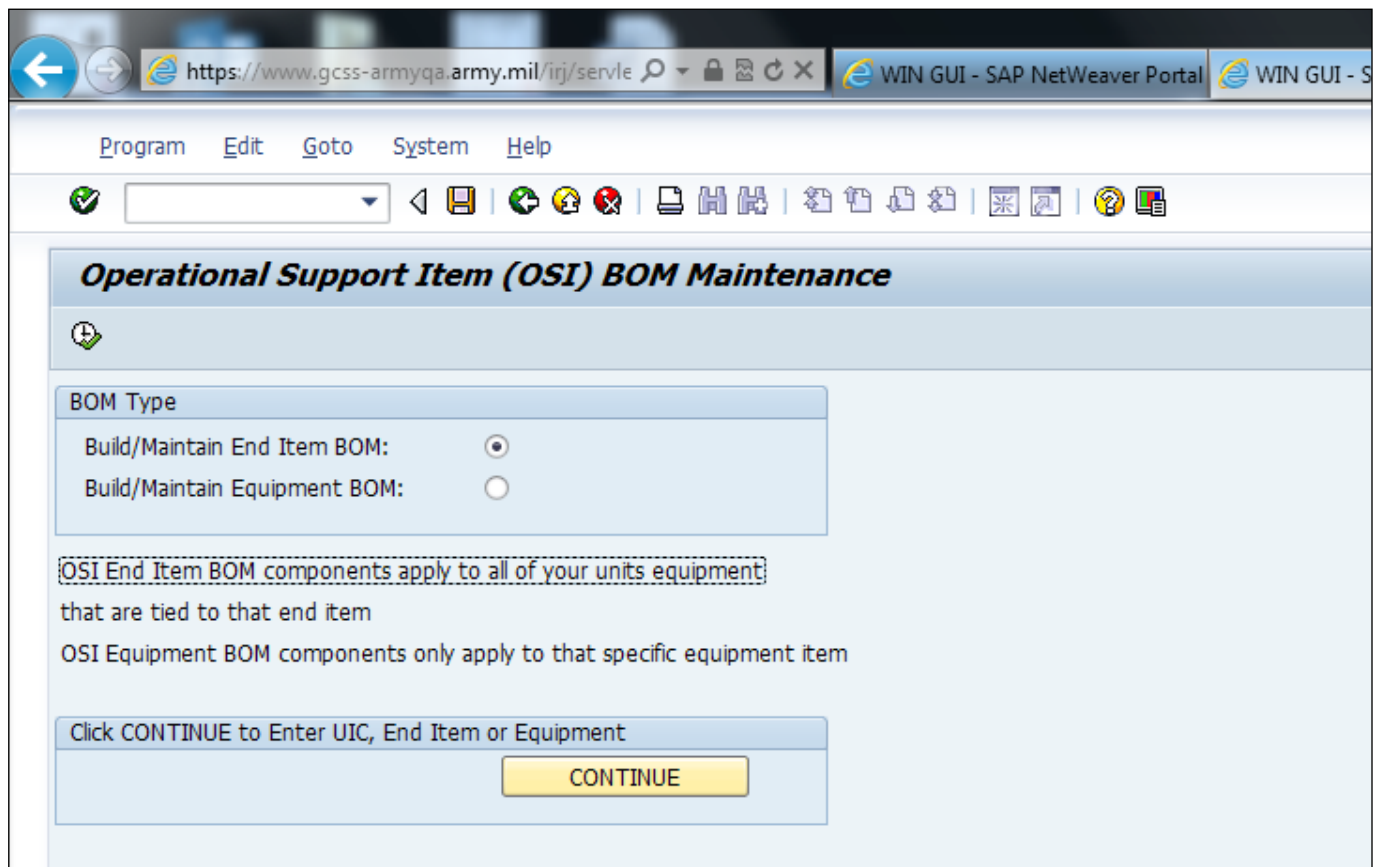 https://www.gcss-armyqa.army.mil/irj/servle
WIN GUI - SAP NetWeaver Portal
WIN GUI - S
Program Edit Goto System Help
Operational Support Item (OSI) BOM Maintenance
BOM Type
Build/Maintain End Item BOM:
Build/Maintain Equipment BOM:
OSI End Item BOM components apply to all of your units equipment
that are tied to that end item
OSI Equipment BOM components only apply to that specific equipment item
Click CONTINUE to Enter UIC, End Item or Equipment
CONTINUE